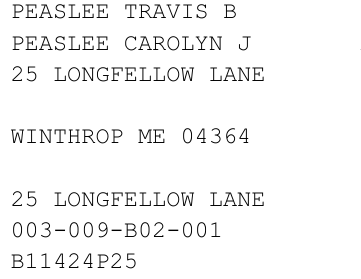 PEASLEE TRAVIS B
PEASLEE CAROLYN J
25 LONGFELLOW LANE
WINTHROP ME 04364
25 LONGFELLOW LANE
003-009-B02-001
B11424P25